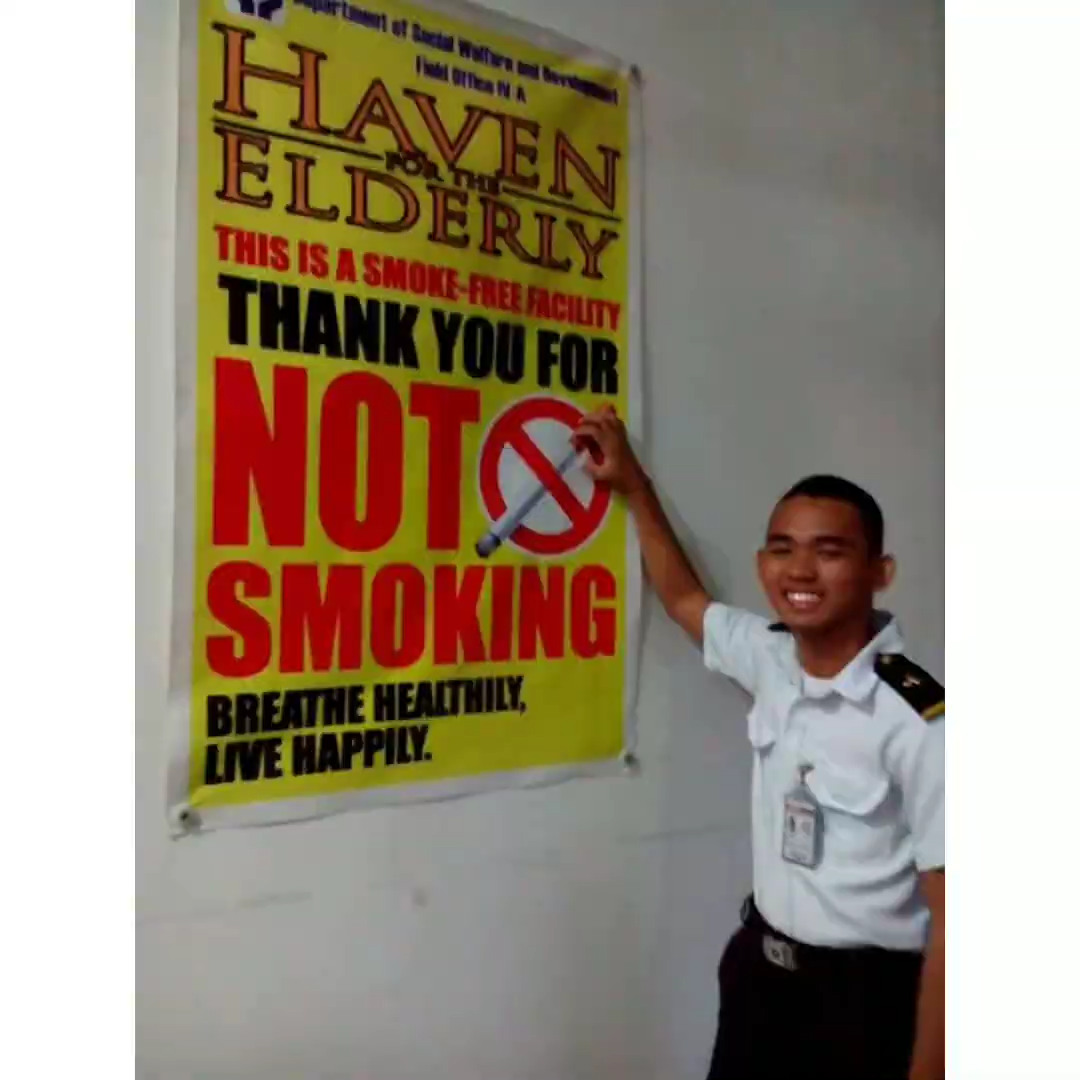 Department of Social Welfare and Development
Field Office IV A
HAVEN
FOR THE
ELDERLY
THIS IS A SMOKE-FREE FACILITY
THANK YOU FOR
NOT
SMOKING
BREATHE HEALTHILY,
LIVE HAPPILY.